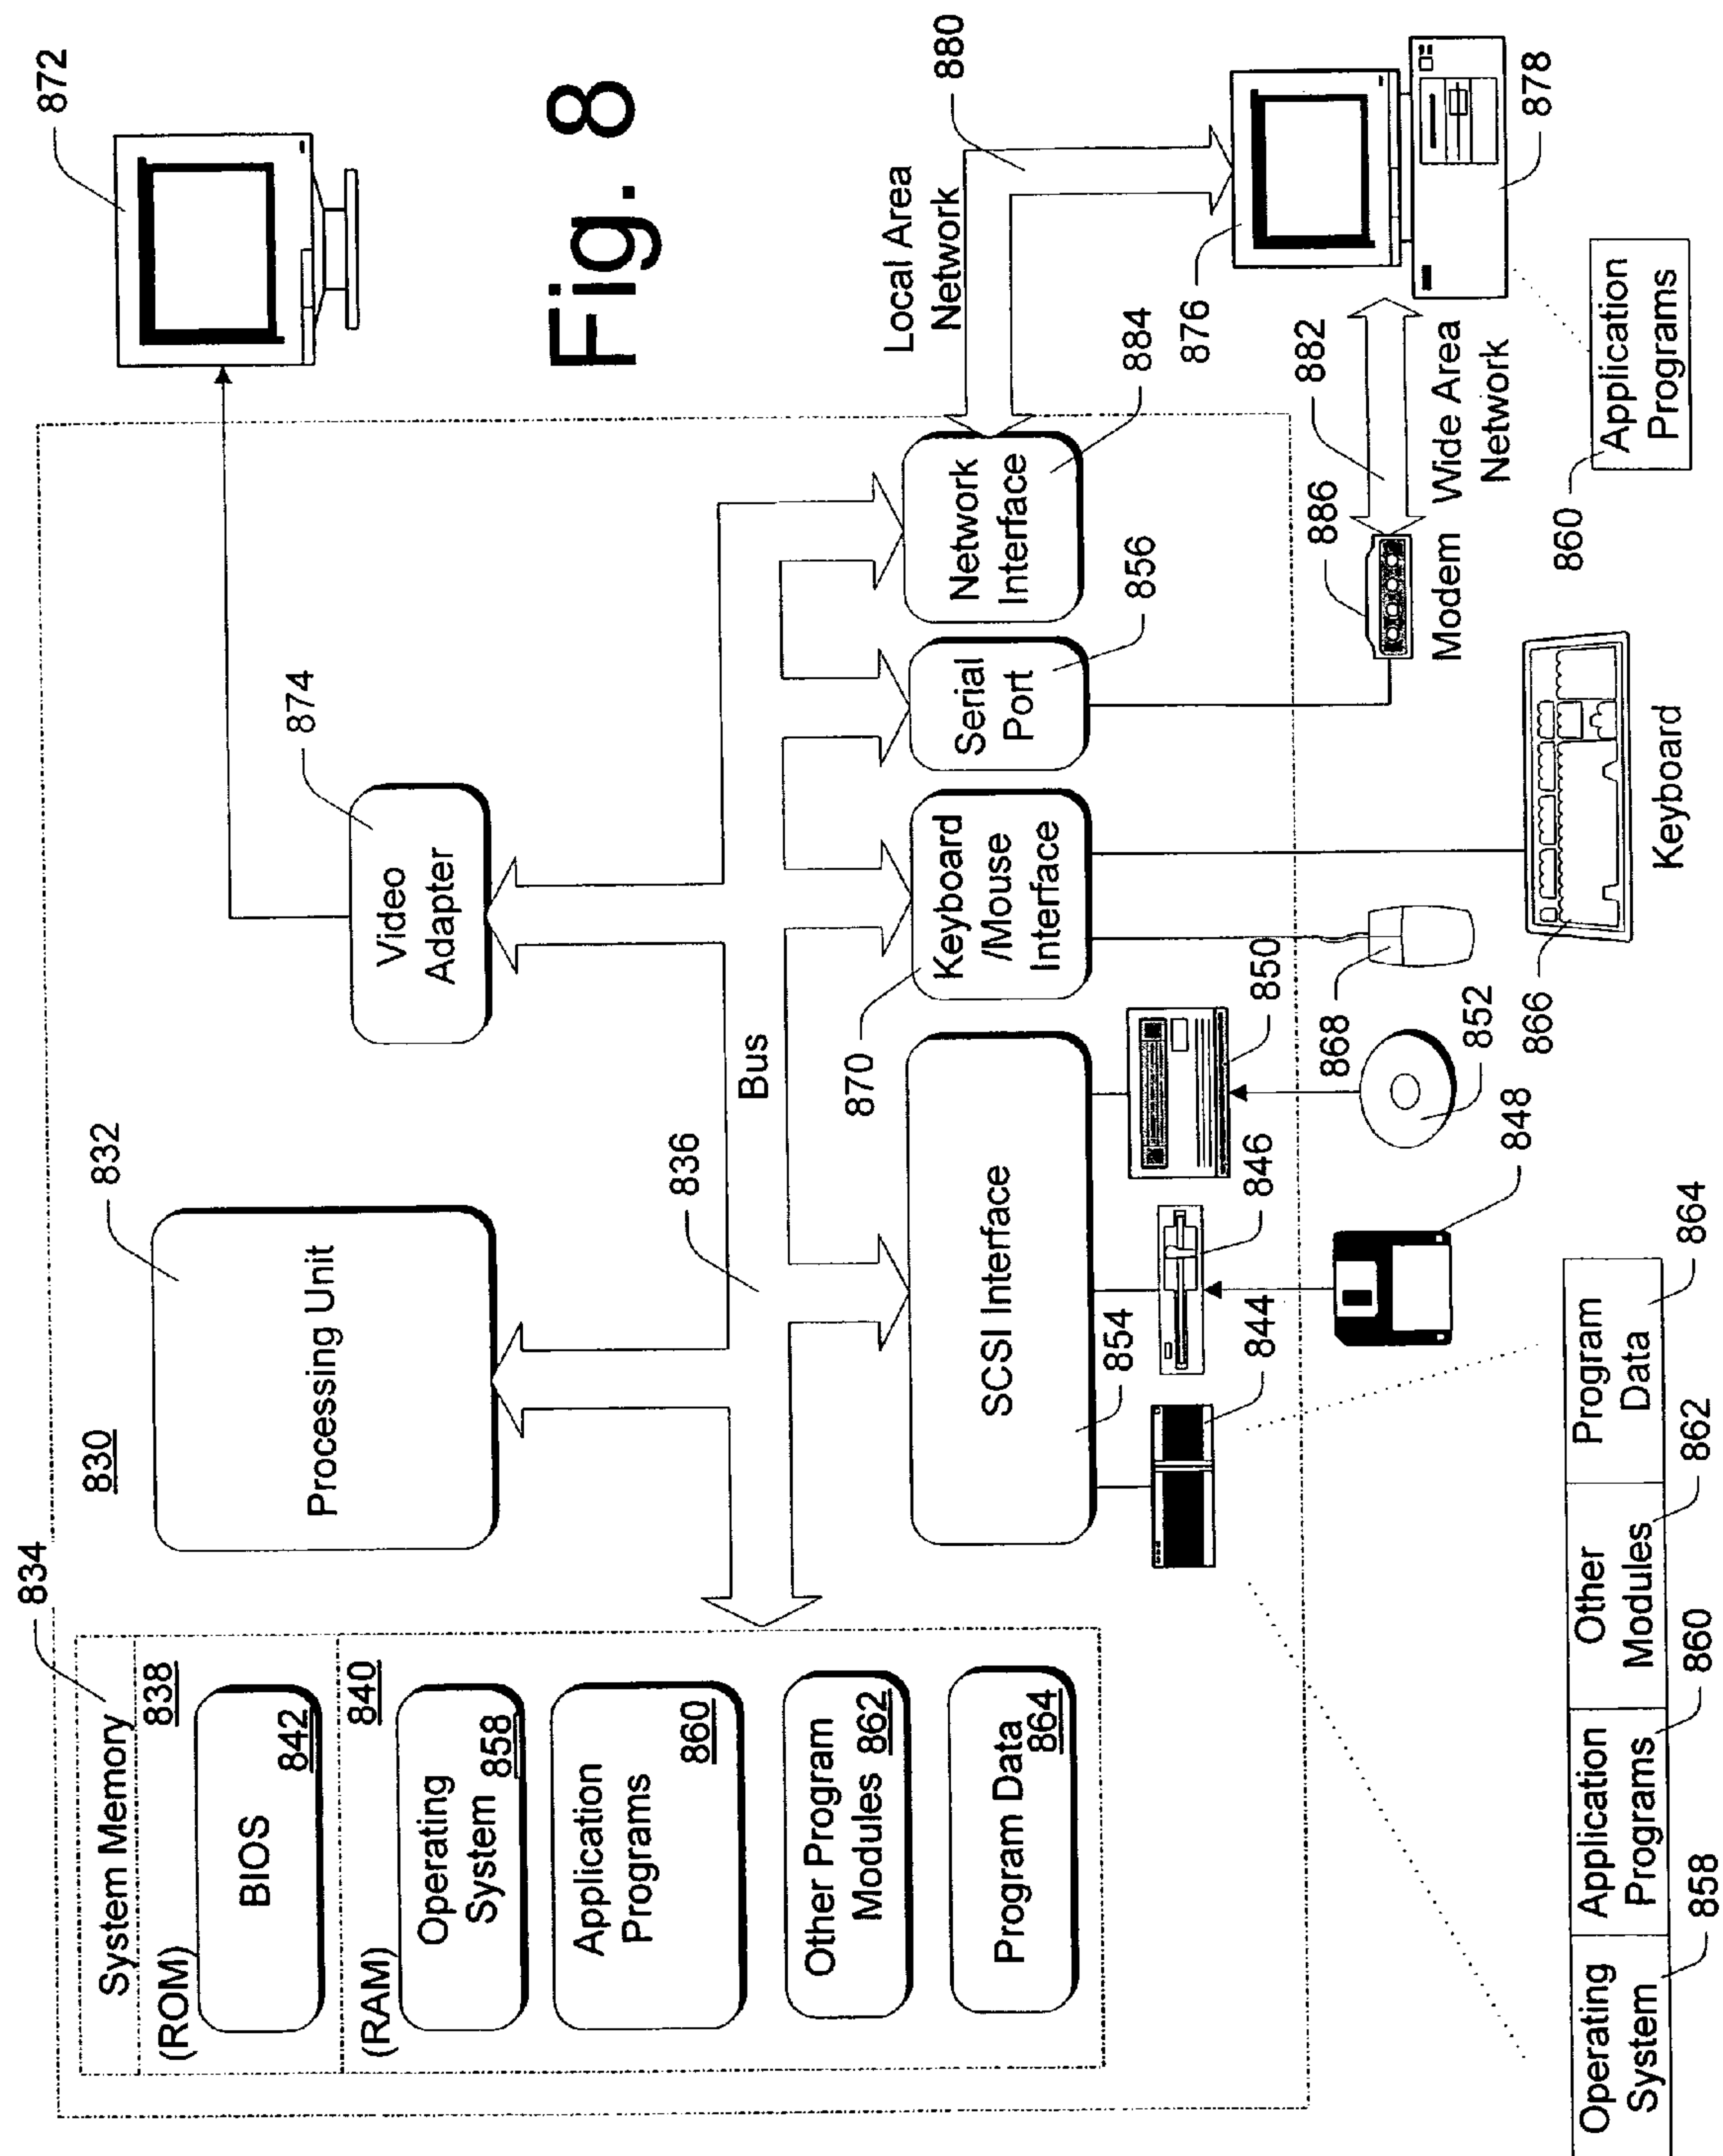 834
830
832
872
System Memory
(ROM) 838
BIOS
842
(RAM) 840
Operating
System 858
Application
Programs
860
Other Program
Modules 862
Program Data
864
Processing Unit
Video
Adapter
874
Fig. 8
836
Bus
870
SCSI Interface
854
Keyboard
/Mouse
Interface
Serial
Port
856
Network
Interface
884
Local Area
Network
880
844
846
850
868
886
882
876
878
848
852
866
Keyboard
Modem
Wide Area
Network
860
Application
Programs
Operating
System
858
Application
Programs
860
Other
Modules
862
Program
Data
864